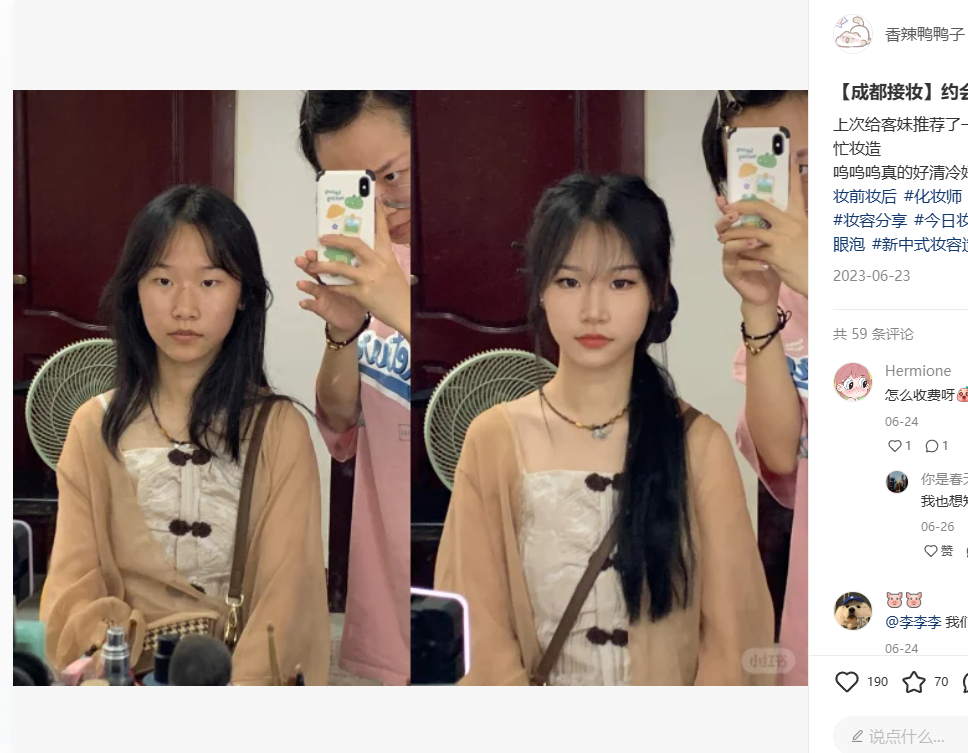 香辣鸭鸭子
【成都接妆】约会
上次给客妹推荐了一
忙妆造
呜呜呜真的好清冷妹
妆前妆后 #化妆师
#妆容分享 #今日妆
眼泡 #新中式妆容
2023-06-23
共 59 条评论
Hermione
怎么收费呀
06-24
1 1
你是春天
我也想知
06-26
赞
@李李李 我们
06-24
小红书
190 70
说点什么...